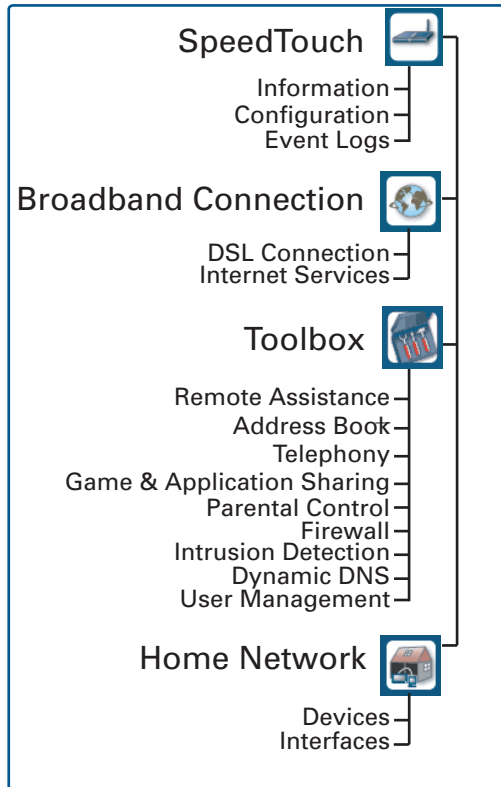 SpeedTouch
Information
Configuration
Event Logs
Broadband Connection
DSL Connection
Internet Services
Toolbox
Remote Assistance
Address Book
Telephony
Game & Application Sharing
Parental Control
Firewall
Intrusion Detection
Dynamic DNS
User Management
Home Network
Devices
Interfaces